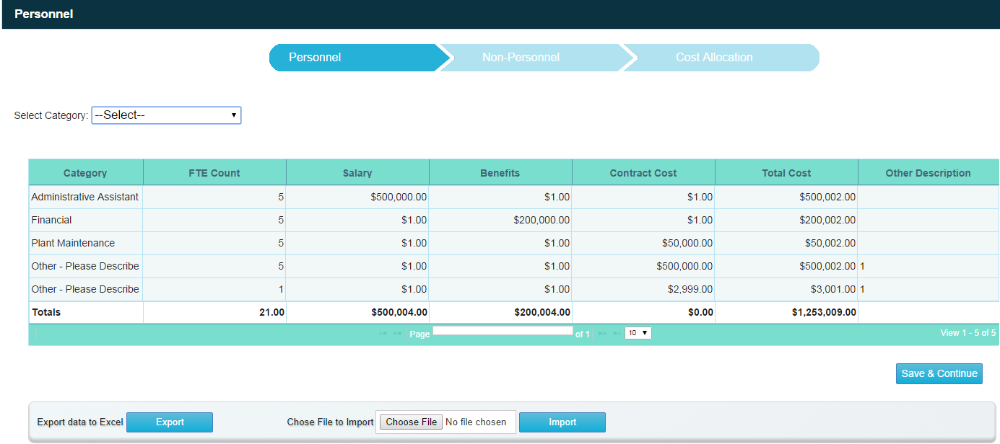 Personnel
Personnel Non-Personnel Cost Allocation
Select Category: --Select--
Category FTE Count Salary Benefits Contract Cost Total Cost Other Description
Administrative Assistant 5 $500,000.00 $1.00 $1.00 $500,002.00
Financial 5 $1.00 $200,000.00 $1.00 $200,002.00
Plant Maintenance 5 $1.00 $1.00 $50,000.00 $50,002.00
Other - Please Describe 5 $1.00 $1.00 $500,000.00 $500,002.00 1
Other - Please Describe 1 $1.00 $1.00 $2,999.00 $3,001.00 1
Totals 21.00 $500,004.00 $200,004.00 $0.00 $1,253,009.00
Page of 1 10 View 1 - 5 of 5
Save & Continue
Export data to Excel Export Chose File to Import Choose File No file chosen Import